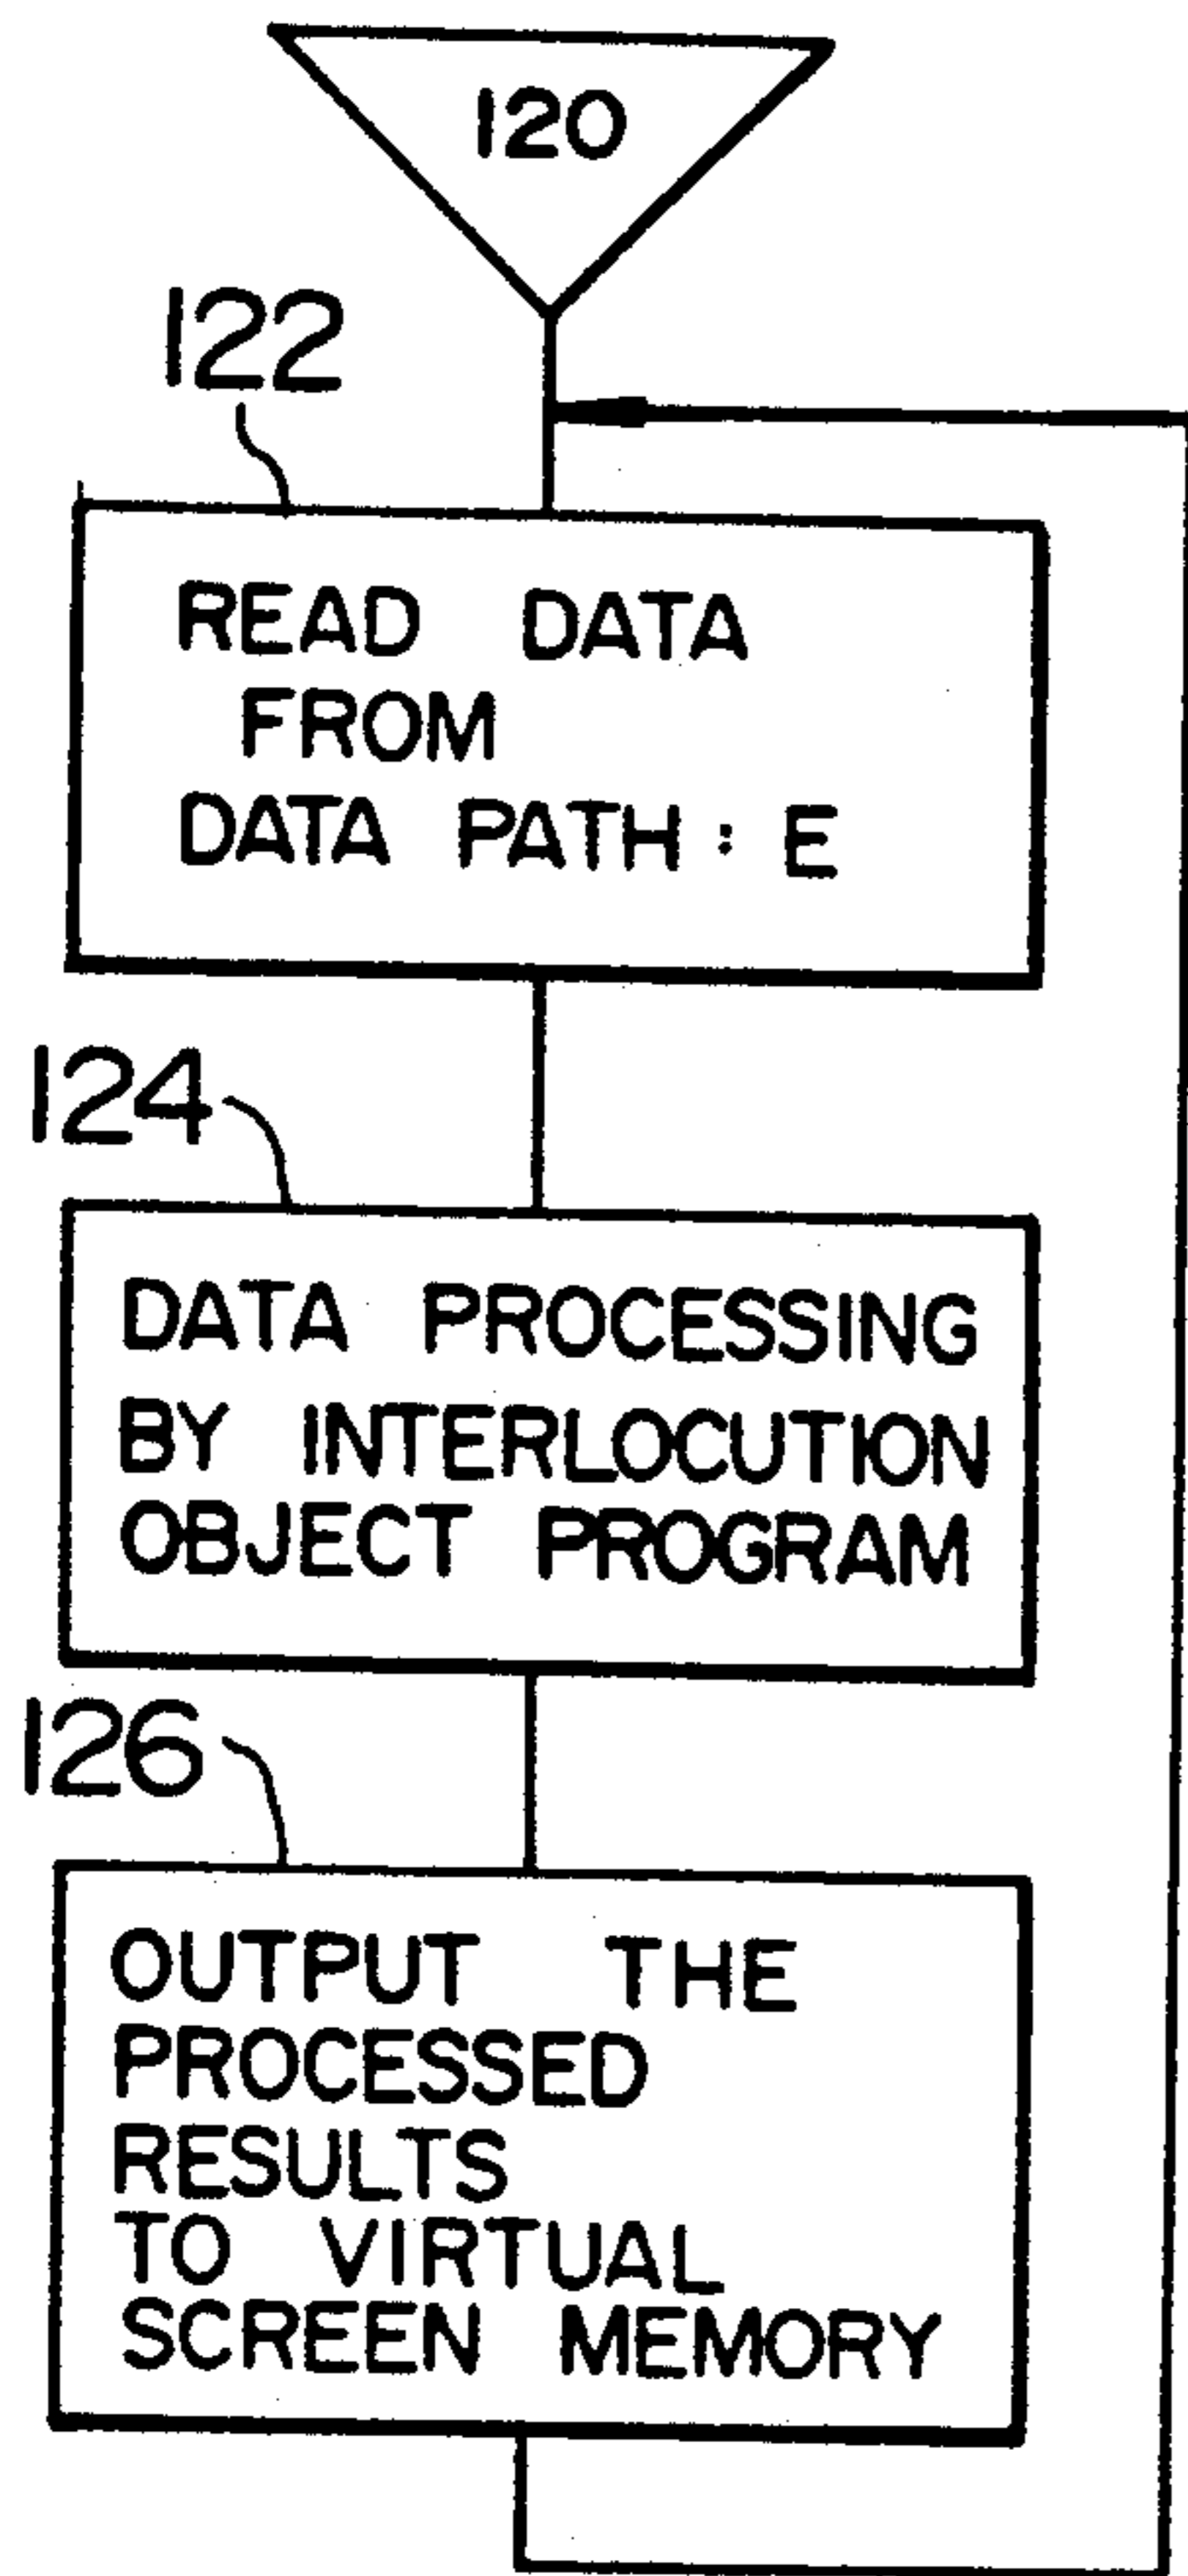 120
122
READ DATA
FROM
DATA PATH : E
124
DATA PROCESSING
BY INTERLOCUTION
OBJECT PROGRAM
126
OUTPUT THE
PROCESSED
RESULTS
TO VIRTUAL
SCREEN MEMORY